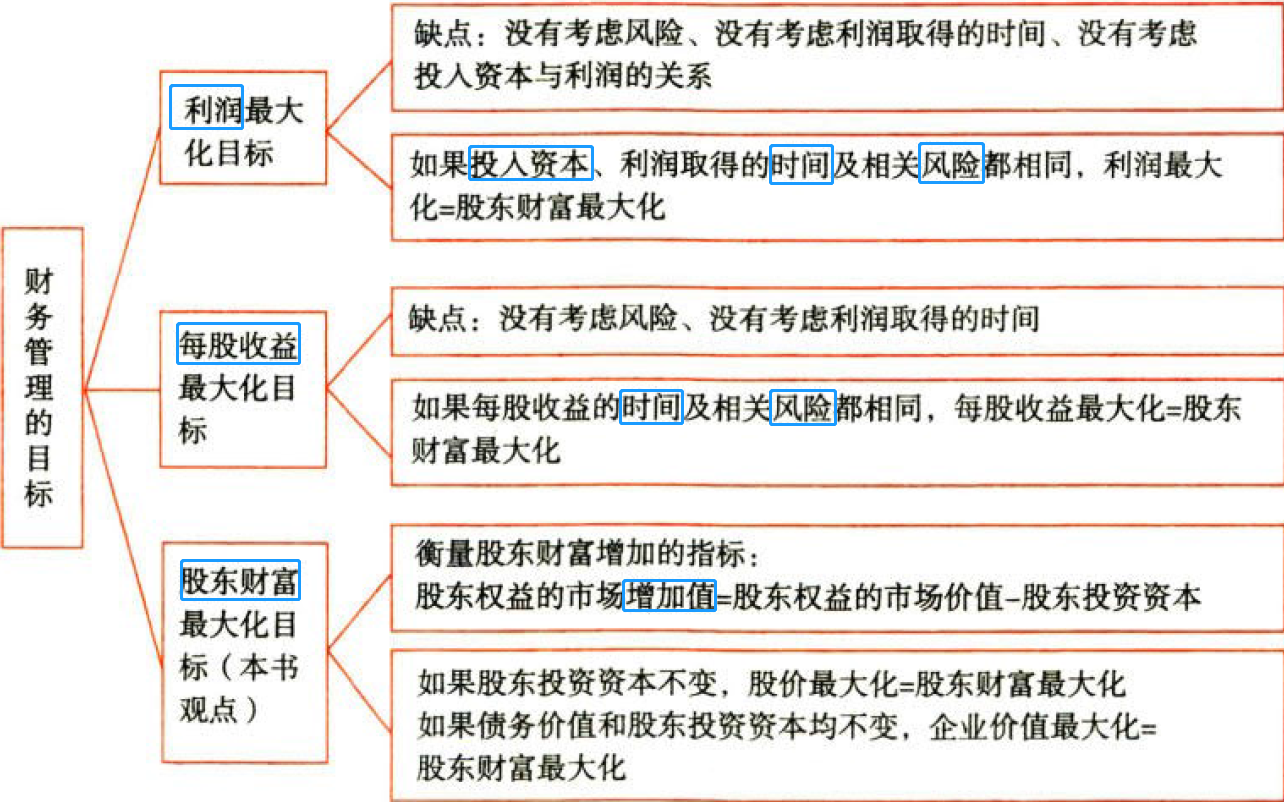 财务管理的目标
利润最大
化目标
缺点：没有考虑风险、没有考虑利润取得的时间、没有考虑
投入资本与利润的关系
如果投入资本、利润取得的时间及相关风险都相同，利润最大
化=股东财富最大化
每股收益
最大化目
标
缺点：没有考虑风险、没有考虑利润取得的时间
如果每股收益的时间及相关风险都相同，每股收益最大化=股东
财富最大化
股东财富
最大化目
标（本书
观点）
衡量股东财富增加的指标：
股东权益的市场增加值=股东权益的市场价值-股东投资资本
如果股东投资资本不变，股价最大化=股东财富最大化
如果债务价值和股东投资资本均不变，企业价值最大化=
股东财富最大化